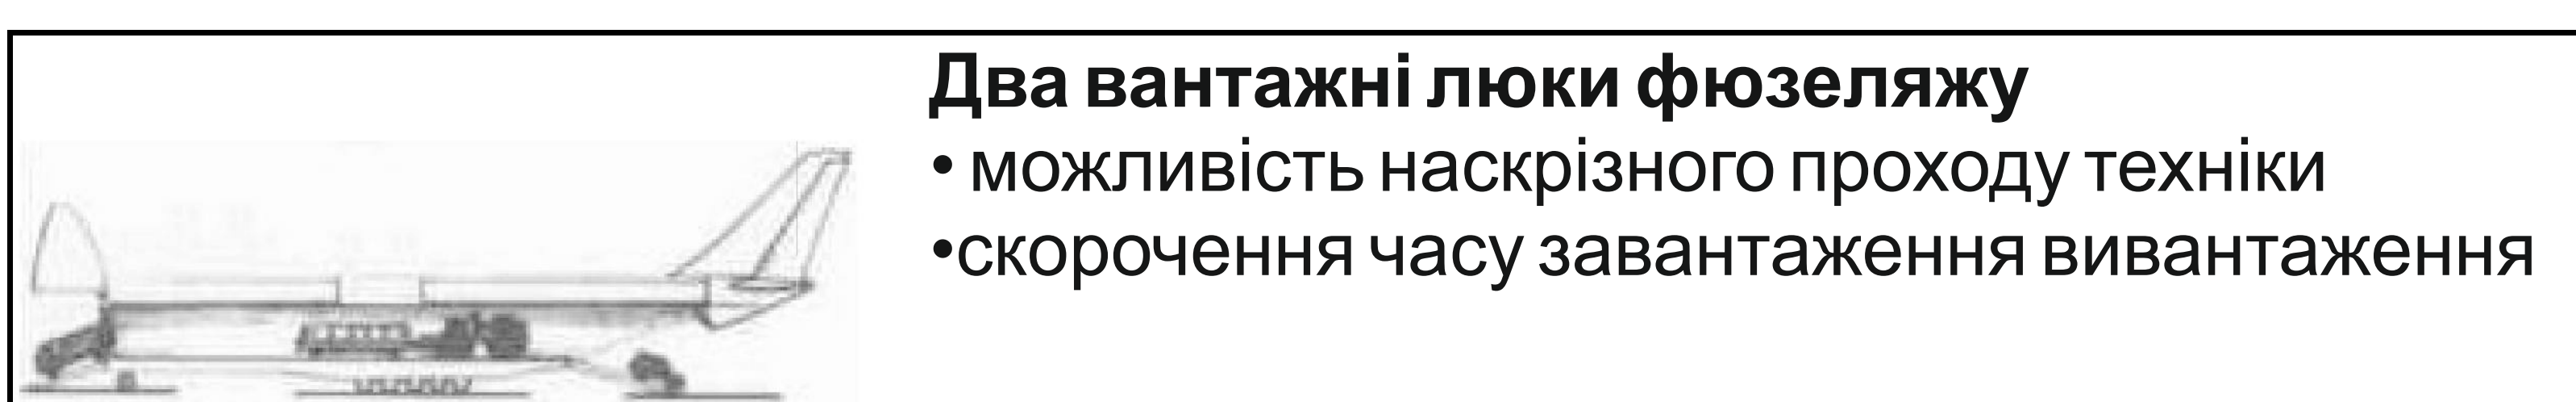 Два вантажні люки фюзеляжу
• можливість наскрізного проходу техніки
•скорочення часу завантаження вивантаження